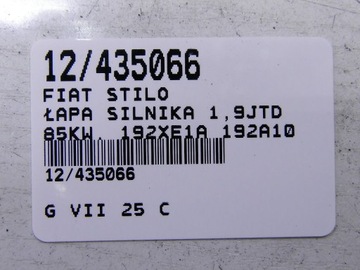 12/435066
FIAT STILO
ŁAPA SILNIKA 1,9JTD
85KW. 192XE1A 192A10
12/435066
G VII 25 C